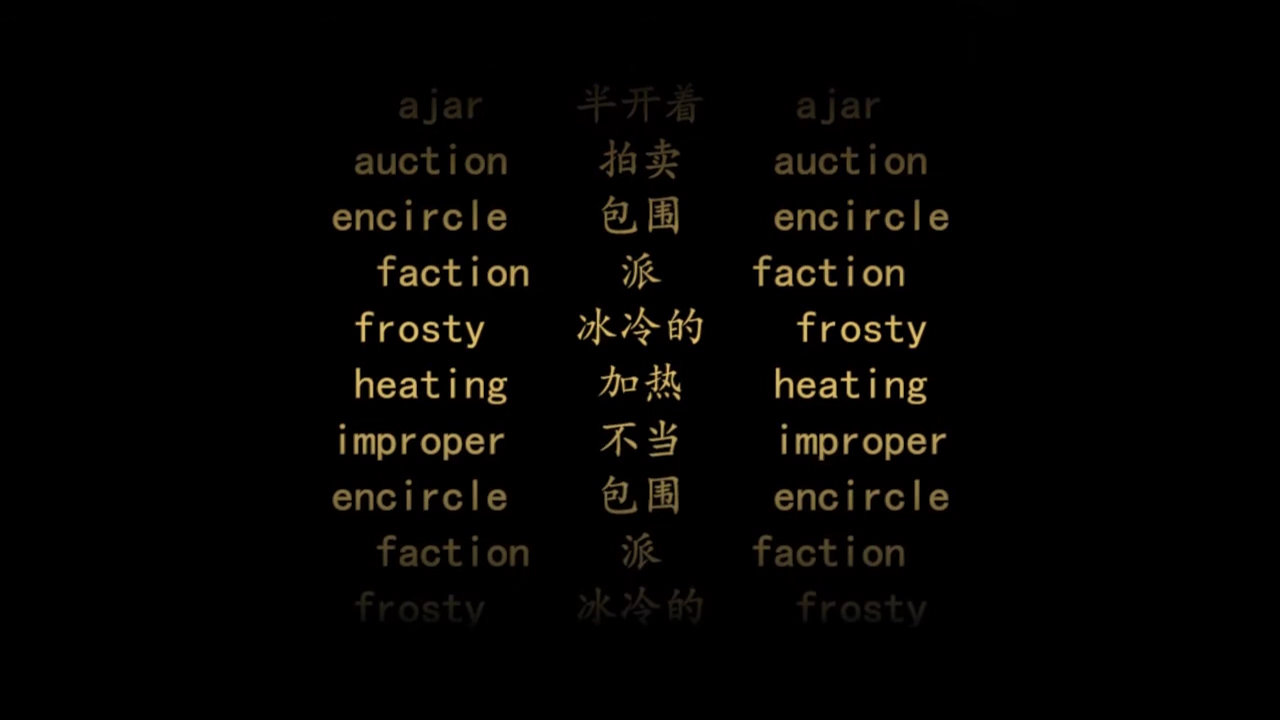 ajar 半开着 ajar
auction 拍卖 auction
encircle 包围 encircle
faction 派 faction
frosty 冰冷的 frosty
heating 加热 heating
improper 不当 improper
encircle 包围 encircle
faction 派 faction
frosty 冰冷的 frosty